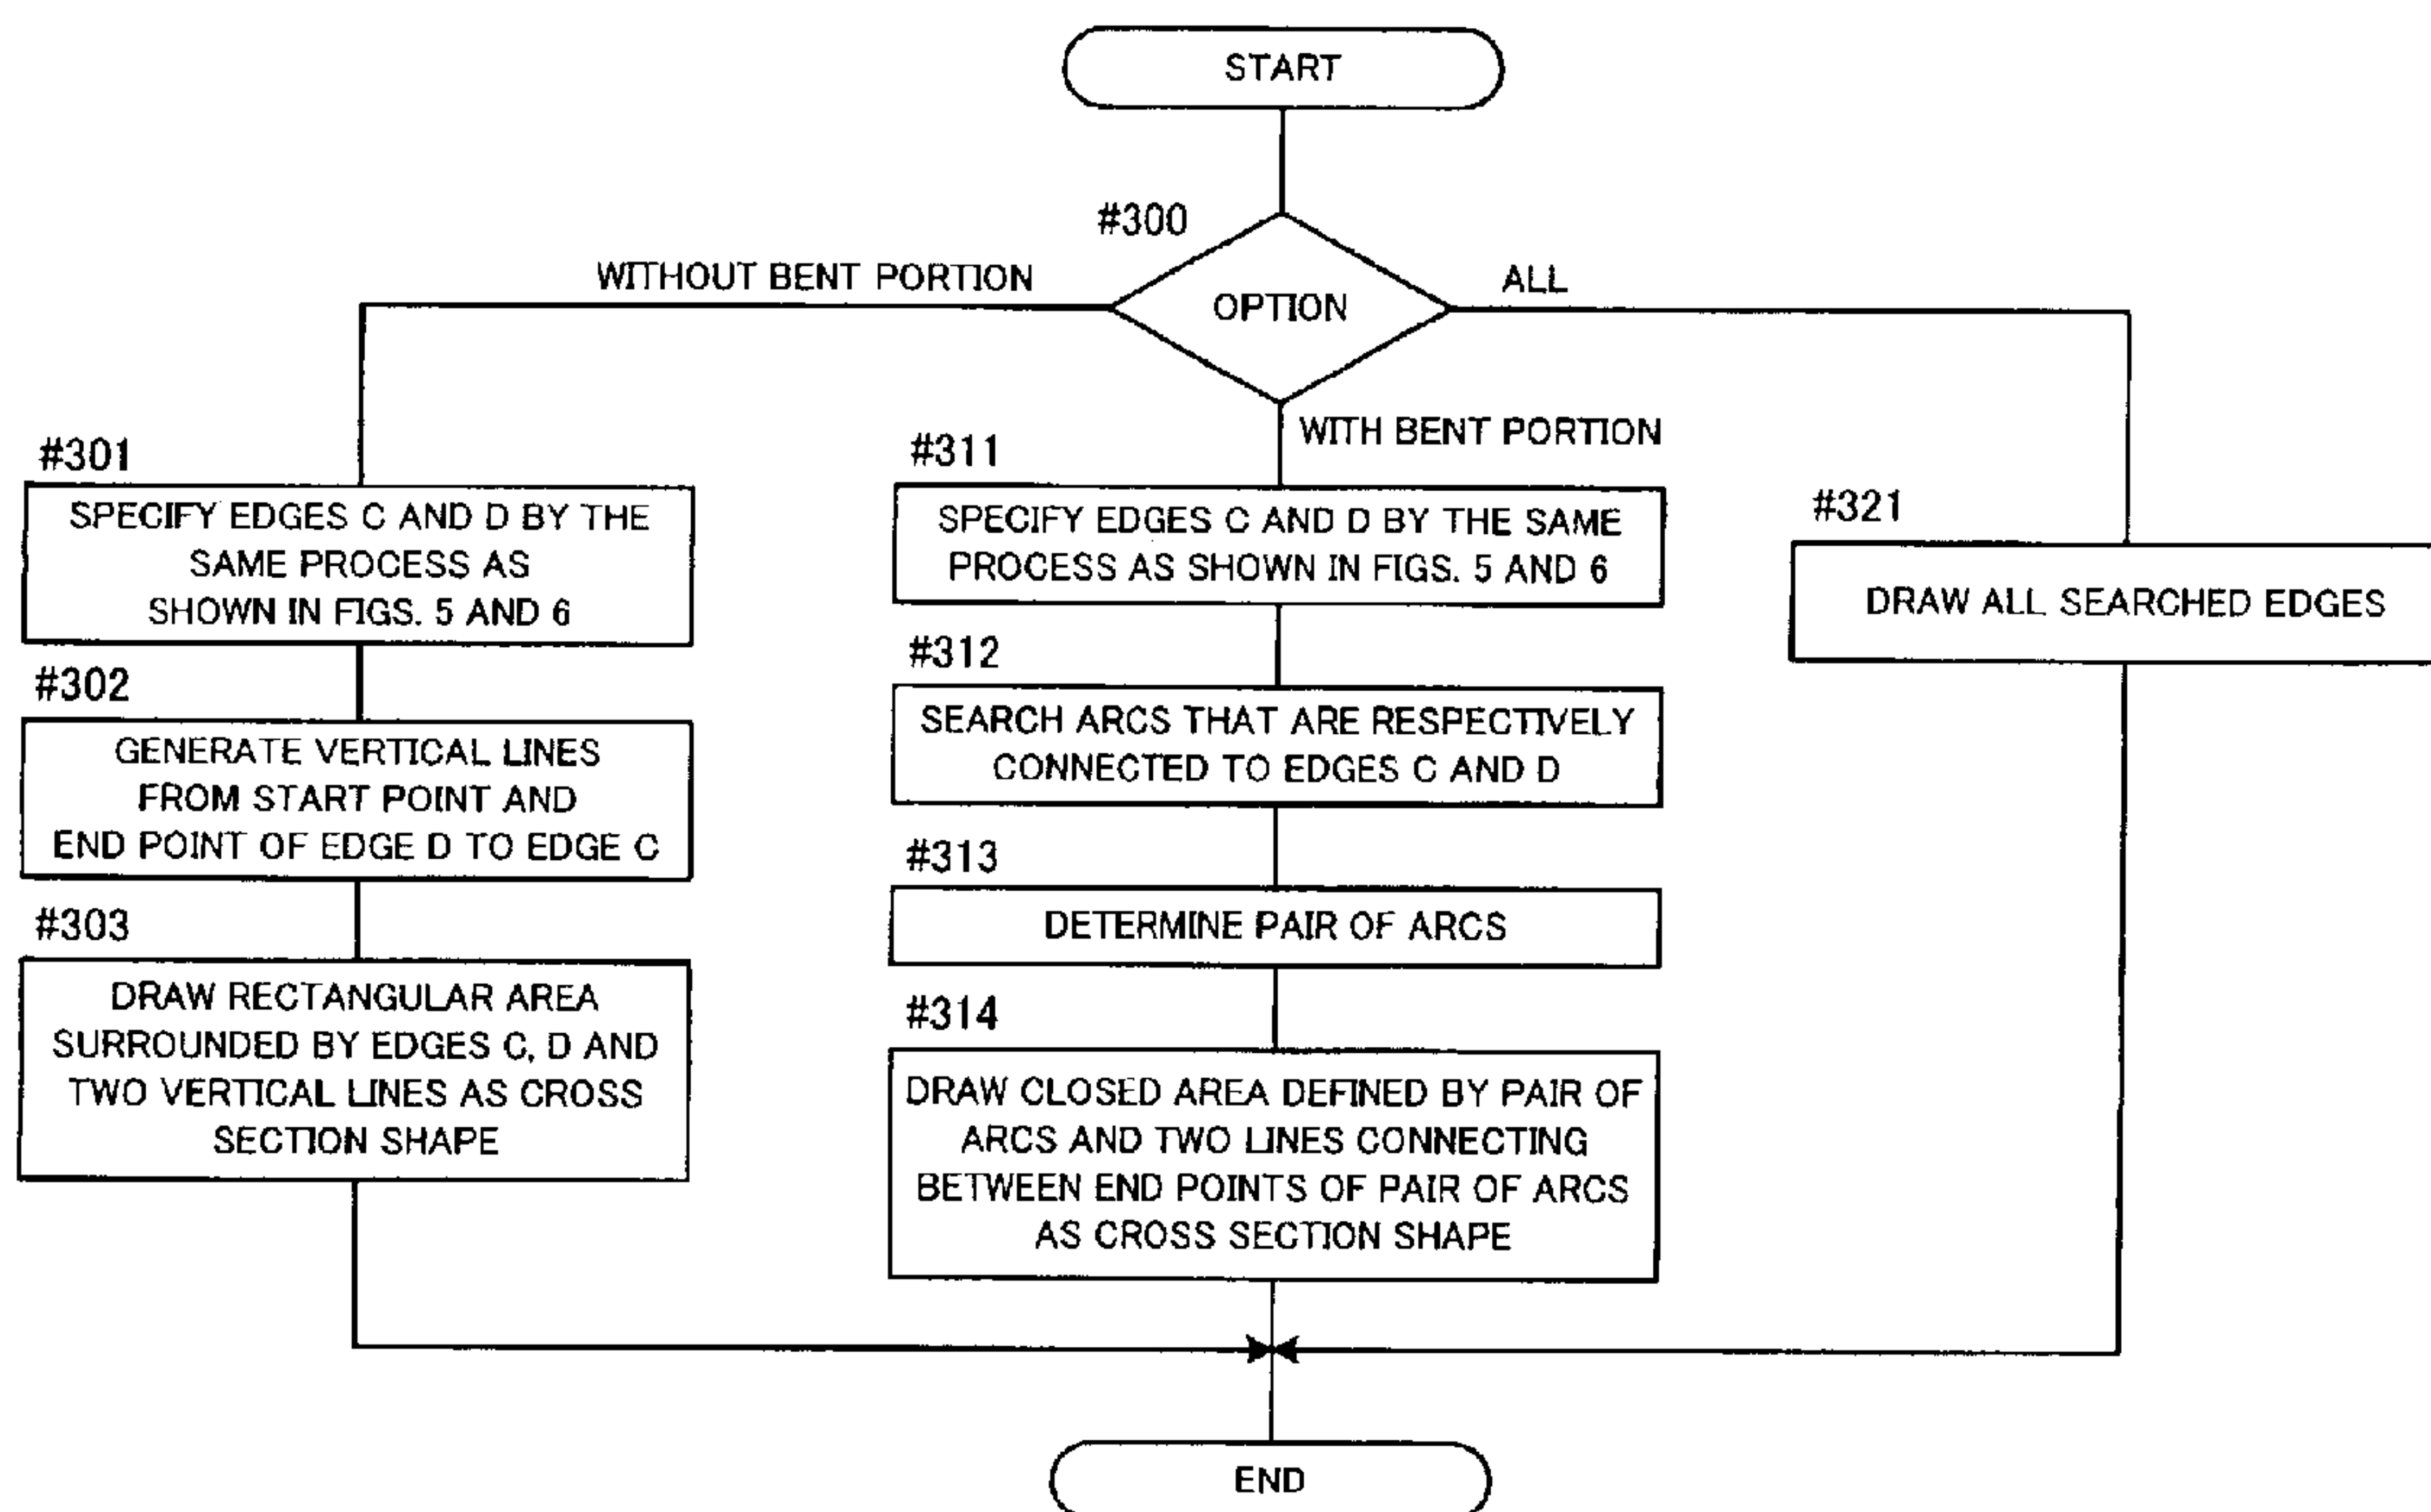 START
#300
OPTION
WITHOUT BENT PORTION
ALL
WITH BENT PORTION
#301
SPECIFY EDGES C AND D BY THE
SAME PROCESS AS
SHOWN IN FIGS. 5 AND 6
#302
GENERATE VERTICAL LINES
FROM START POINT AND
END POINT OF EDGE D TO EDGE C
#303
DRAW RECTANGULAR AREA
SURROUNDED BY EDGES C, D AND
TWO VERTICAL LINES AS CROSS
SECTION SHAPE
#311
SPECIFY EDGES C AND D BY THE SAME
PROCESS AS SHOWN IN FIGS. 5 AND 6
#312
SEARCH ARCS THAT ARE RESPECTIVELY
CONNECTED TO EDGES C AND D
#313
DETERMINE PAIR OF ARCS
#314
DRAW CLOSED AREA DEFINED BY PAIR OF
ARCS AND TWO LINES CONNECTING
BETWEEN END POINTS OF PAIR OF ARCS
AS CROSS SECTION SHAPE
#321
DRAW ALL SEARCHED EDGES
END